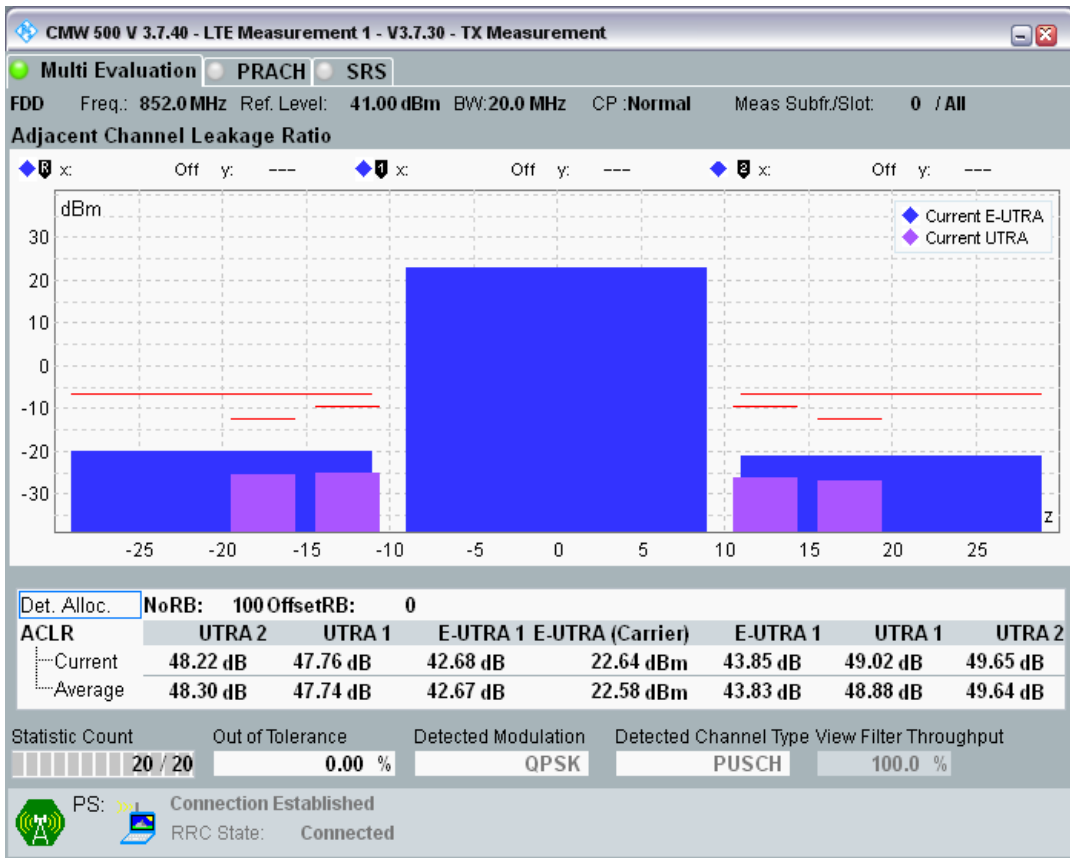 CMW 500 V 3.7.40 - LTE Measurement 1 - V3.7.30 - TX Measurement
Multi Evaluation PRACH SRS
FDD Freq.: 852.0 MHz Ref. Level: 41.00 dBm BW:20.0 MHz CP :Normal Meas Subfr./Slot: 0 / All
Adjacent Channel Leakage Ratio
R x: Off y: --- 1 x: Off y: --- 2 x: Off y: ---
dBm
Current E-UTRA
Current UTRA
30
20
10
0
-10
-20
-30
z
-25 -20 -15 -10 -5 0 5 10 15 20 25
Det. Alloc. NoRB: 100 OffsetRB: 0
ACLR UTRA 2 UTRA 1 E-UTRA 1 E-UTRA (Carrier) E-UTRA 1 UTRA 1 UTRA 2
Current 48.22 dB 47.76 dB 42.68 dB 22.64 dBm 43.85 dB 49.02 dB 49.65 dB
Average 48.30 dB 47.74 dB 42.67 dB 22.58 dBm 43.83 dB 48.88 dB 49.64 dB
Statistic Count Out of Tolerance Detected Modulation Detected Channel Type View Filter Throughput
20 / 20 0.00 % QPSK PUSCH 100.0 %
PS: Connection Established
RRC State: Connected